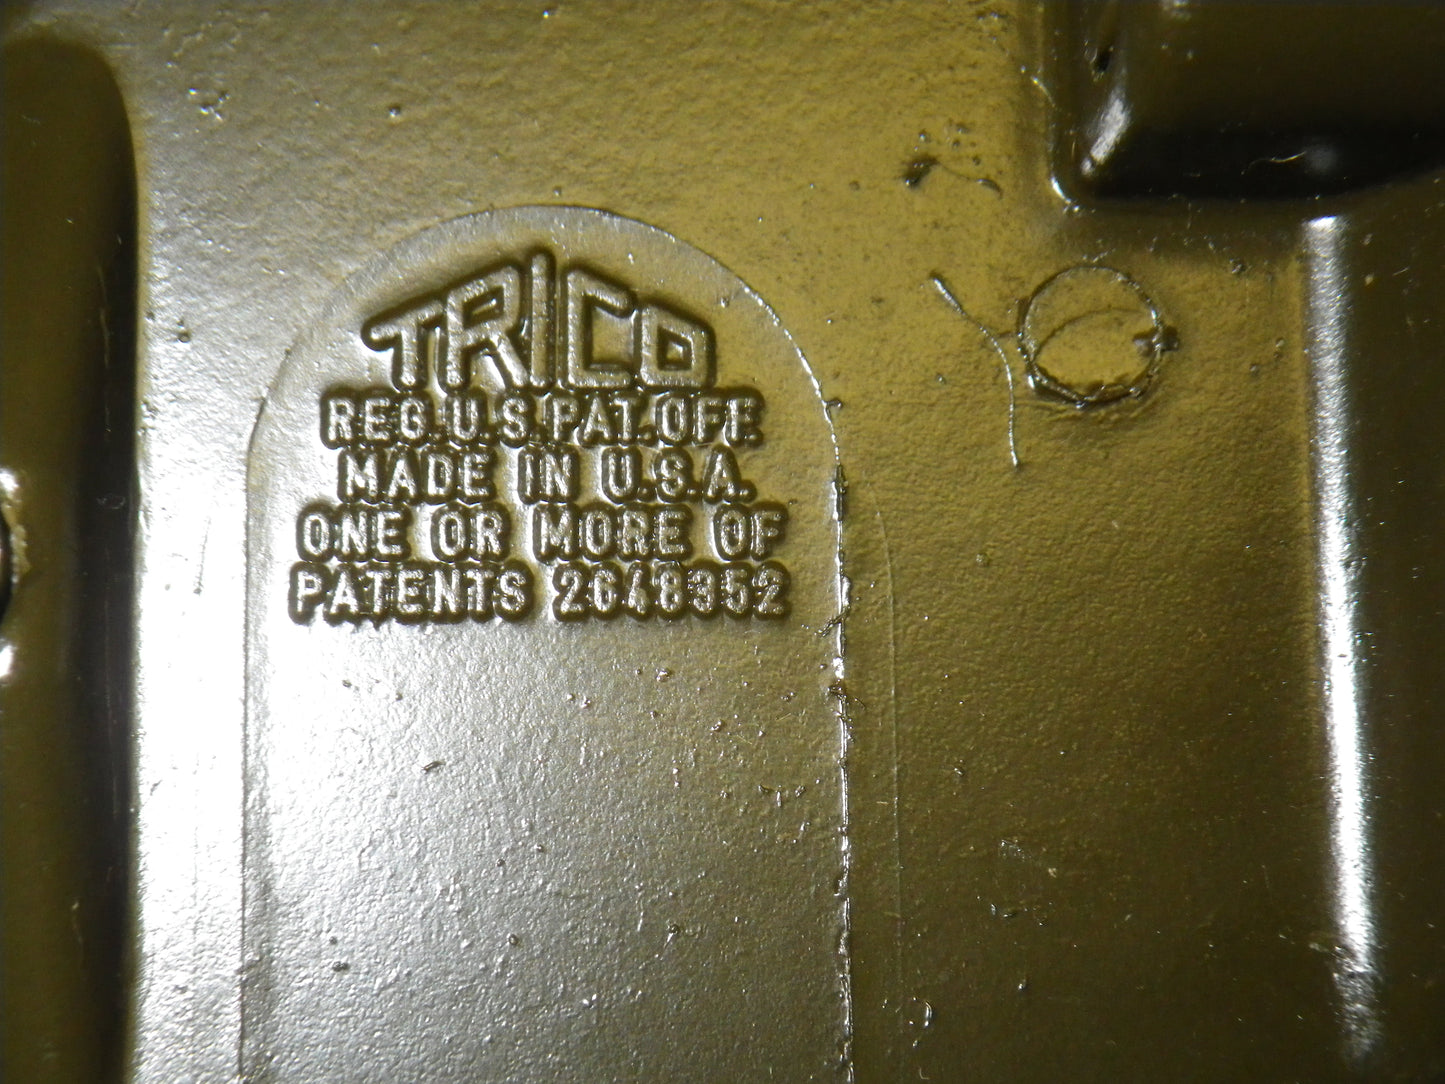 TRICO
REG.U.S.PAT.OFF.
MADE IN U.S.A.
ONE OR MORE OF
PATENTS 2648352